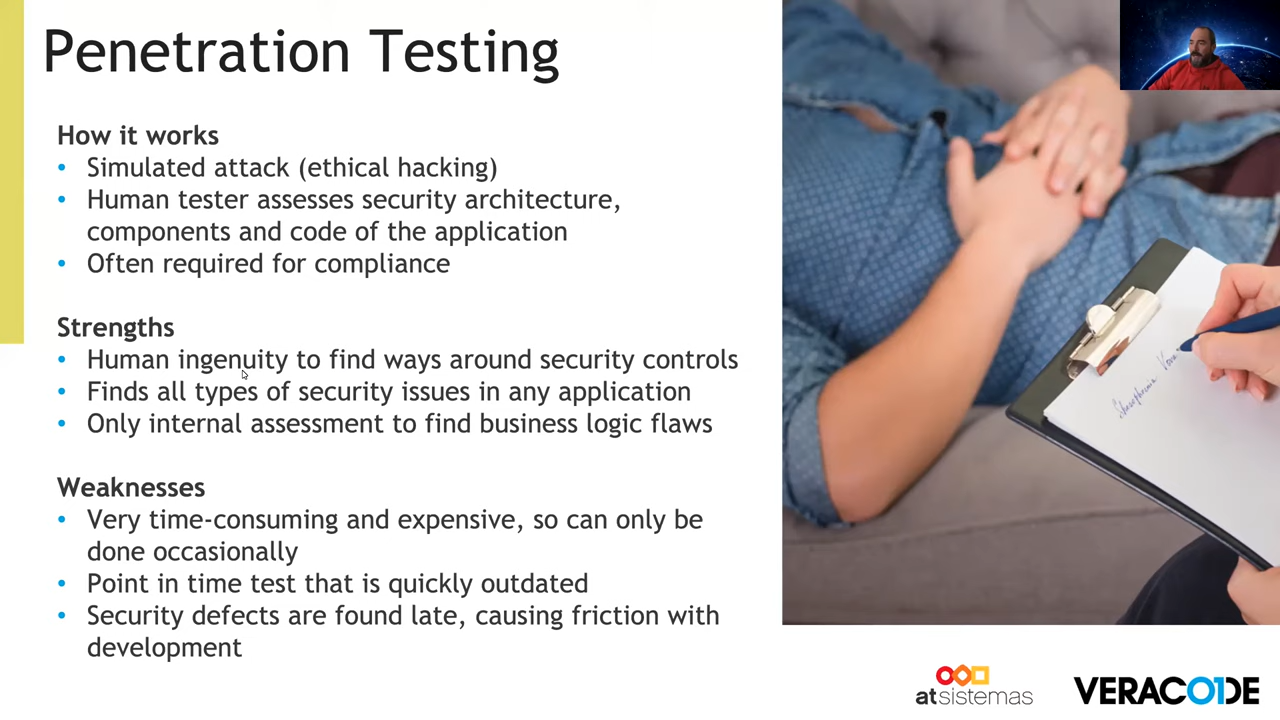 Penetration Testing
How it works
• Simulated attack (ethical hacking)
• Human tester assesses security architecture,
components and code of the application
• Often required for compliance
Strengths
• Human ingenuity to find ways around security controls
• Finds all types of security issues in any application
• Only internal assessment to find business logic flaws
Weaknesses
• Very time-consuming and expensive, so can only be
done occasionally
• Point in time test that is quickly outdated
• Security defects are found late, causing friction with
development
atsistemas
VERACODE